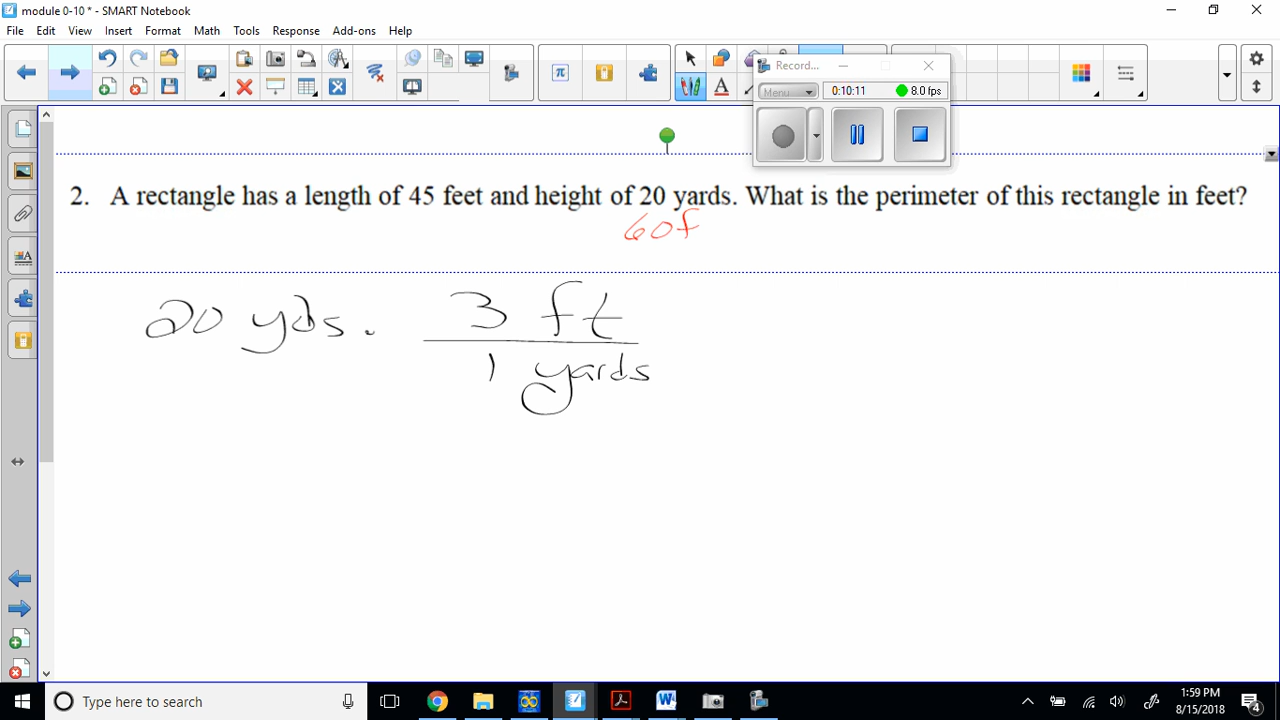 module 0-10 * - SMART Notebook
File Edit View Insert Format Math Tools Response Add-ons Help
Record...
Menu 0:10:11 8.0 fps
2. A rectangle has a length of 45 feet and height of 20 yards. What is the perimeter of this rectangle in feet?
60f
20 yds. 3 ft
1 yards
Type here to search
1:59 PM
8/15/2018
4